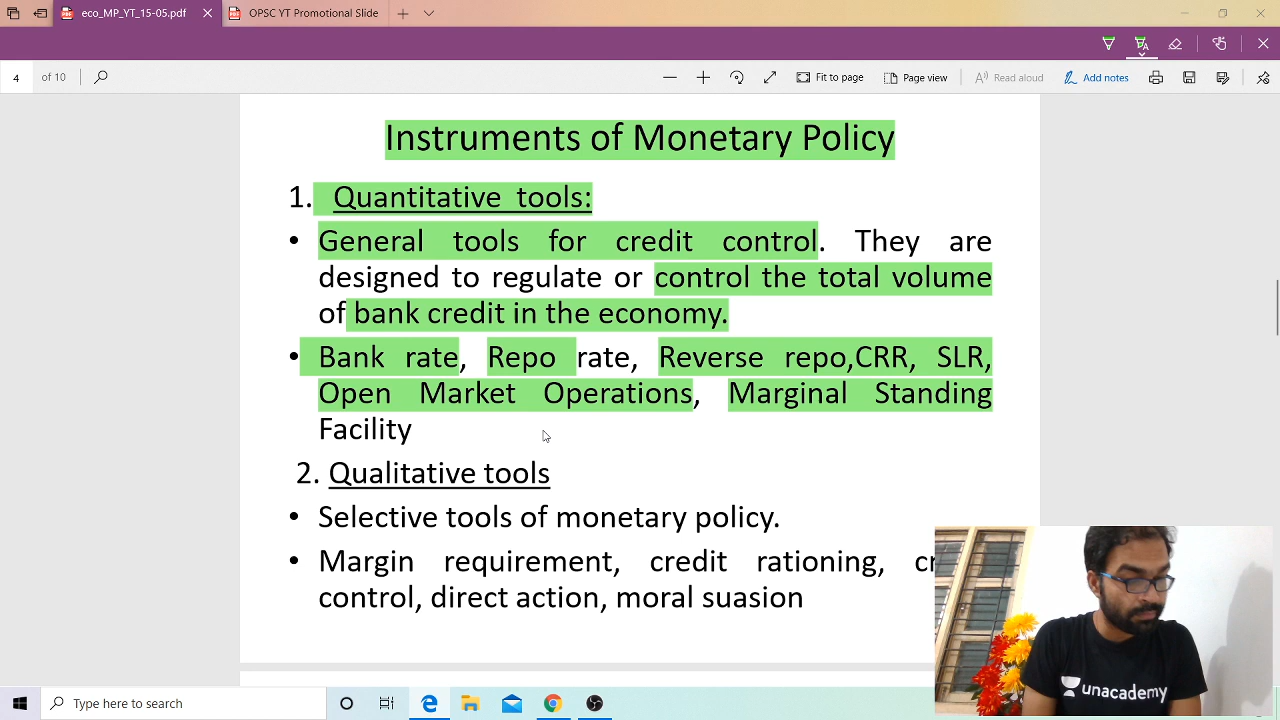 eco_MP_YT_15-05.pdf
OPSC YT Promotional Slide
4 of 10
Fit to page
Page view
Read aloud
Add notes
Instruments of Monetary Policy
1. Quantitative tools:
• General tools for credit control. They are
designed to regulate or control the total volume
of bank credit in the economy.
• Bank rate, Repo rate, Reverse repo,CRR, SLR,
Open Market Operations, Marginal Standing
Facility
2. Qualitative tools
• Selective tools of monetary policy.
• Margin requirement, credit rationing,
control, direct action, moral suasion
unacademy
Type here to search